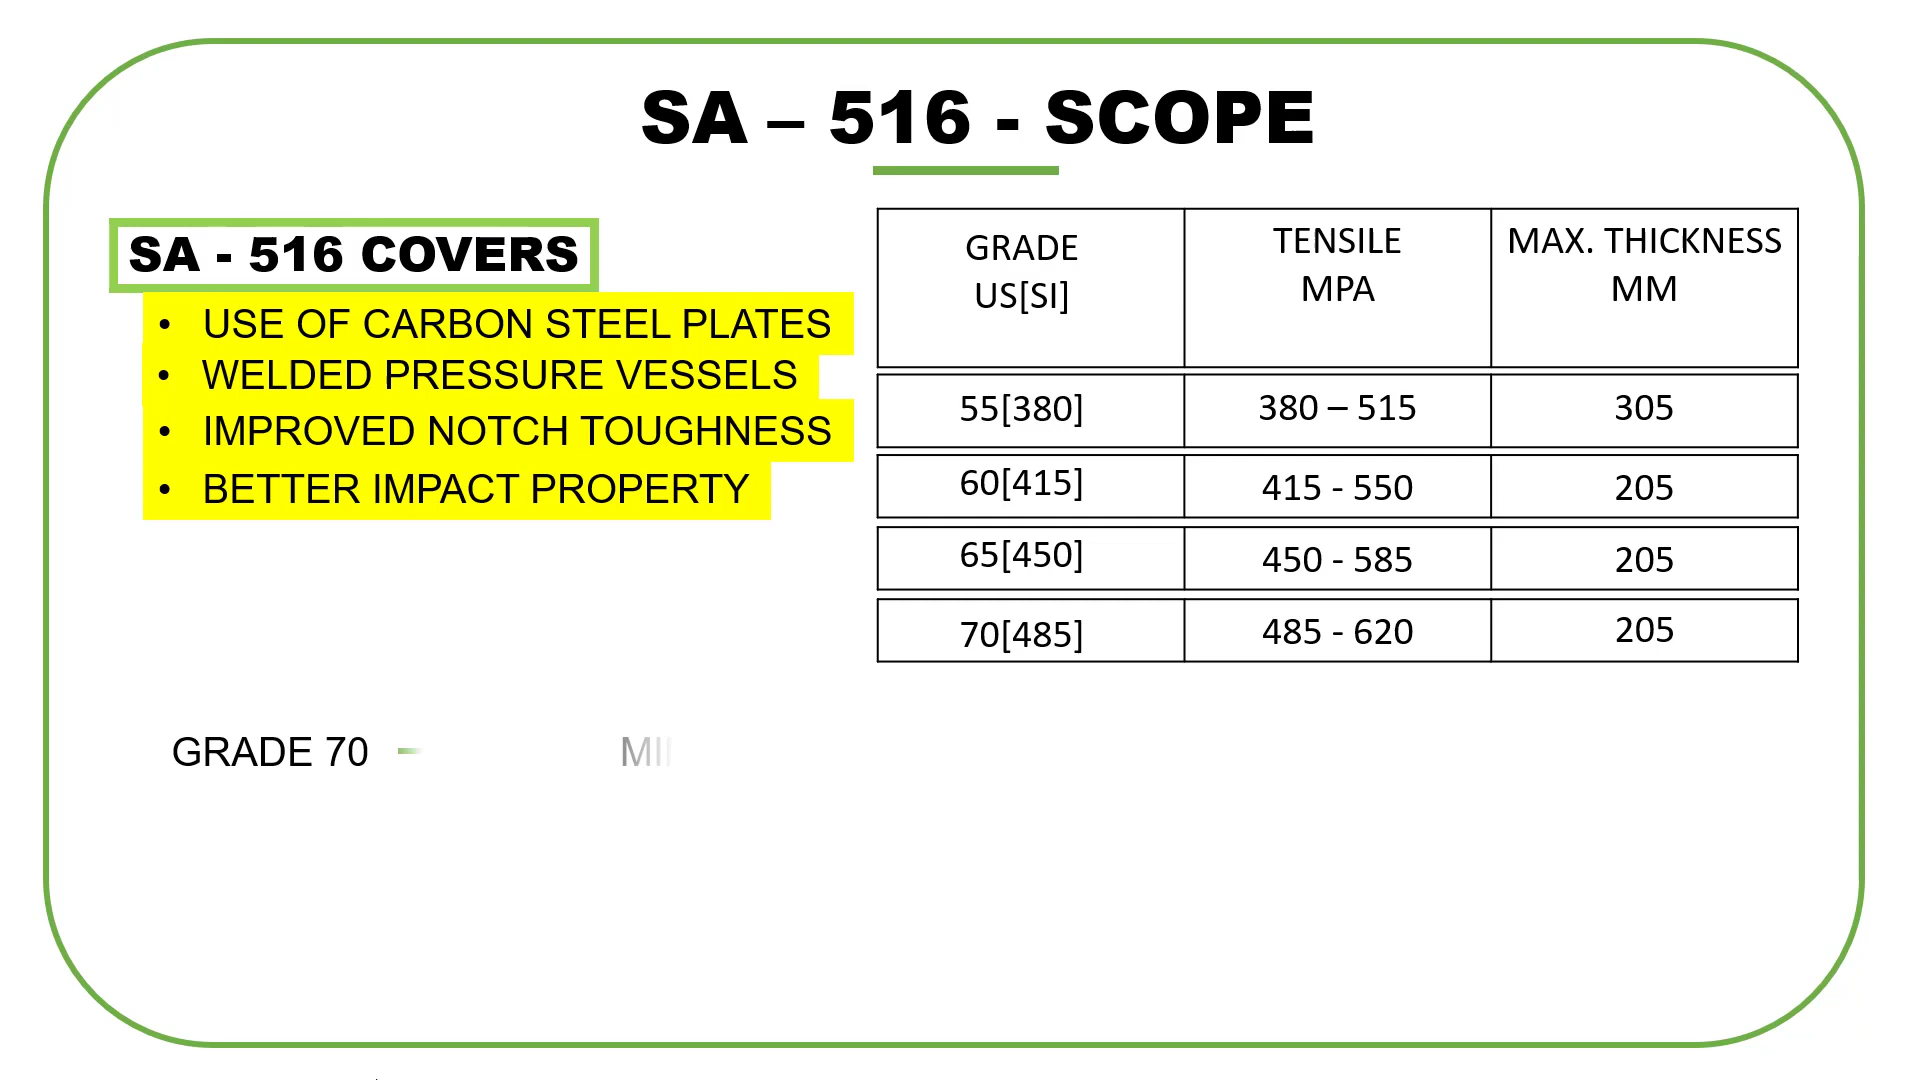 SA – 516 - SCOPE
SA - 516 COVERS
• USE OF CARBON STEEL PLATES
• WELDED PRESSURE VESSELS
• IMPROVED NOTCH TOUGHNESS
• BETTER IMPACT PROPERTY
GRADE US[SI] TENSILE MPA MAX. THICKNESS MM
55[380] 380 – 515 305
60[415] 415 - 550 205
65[450] 450 - 585 205
70[485] 485 - 620 205
GRADE 70